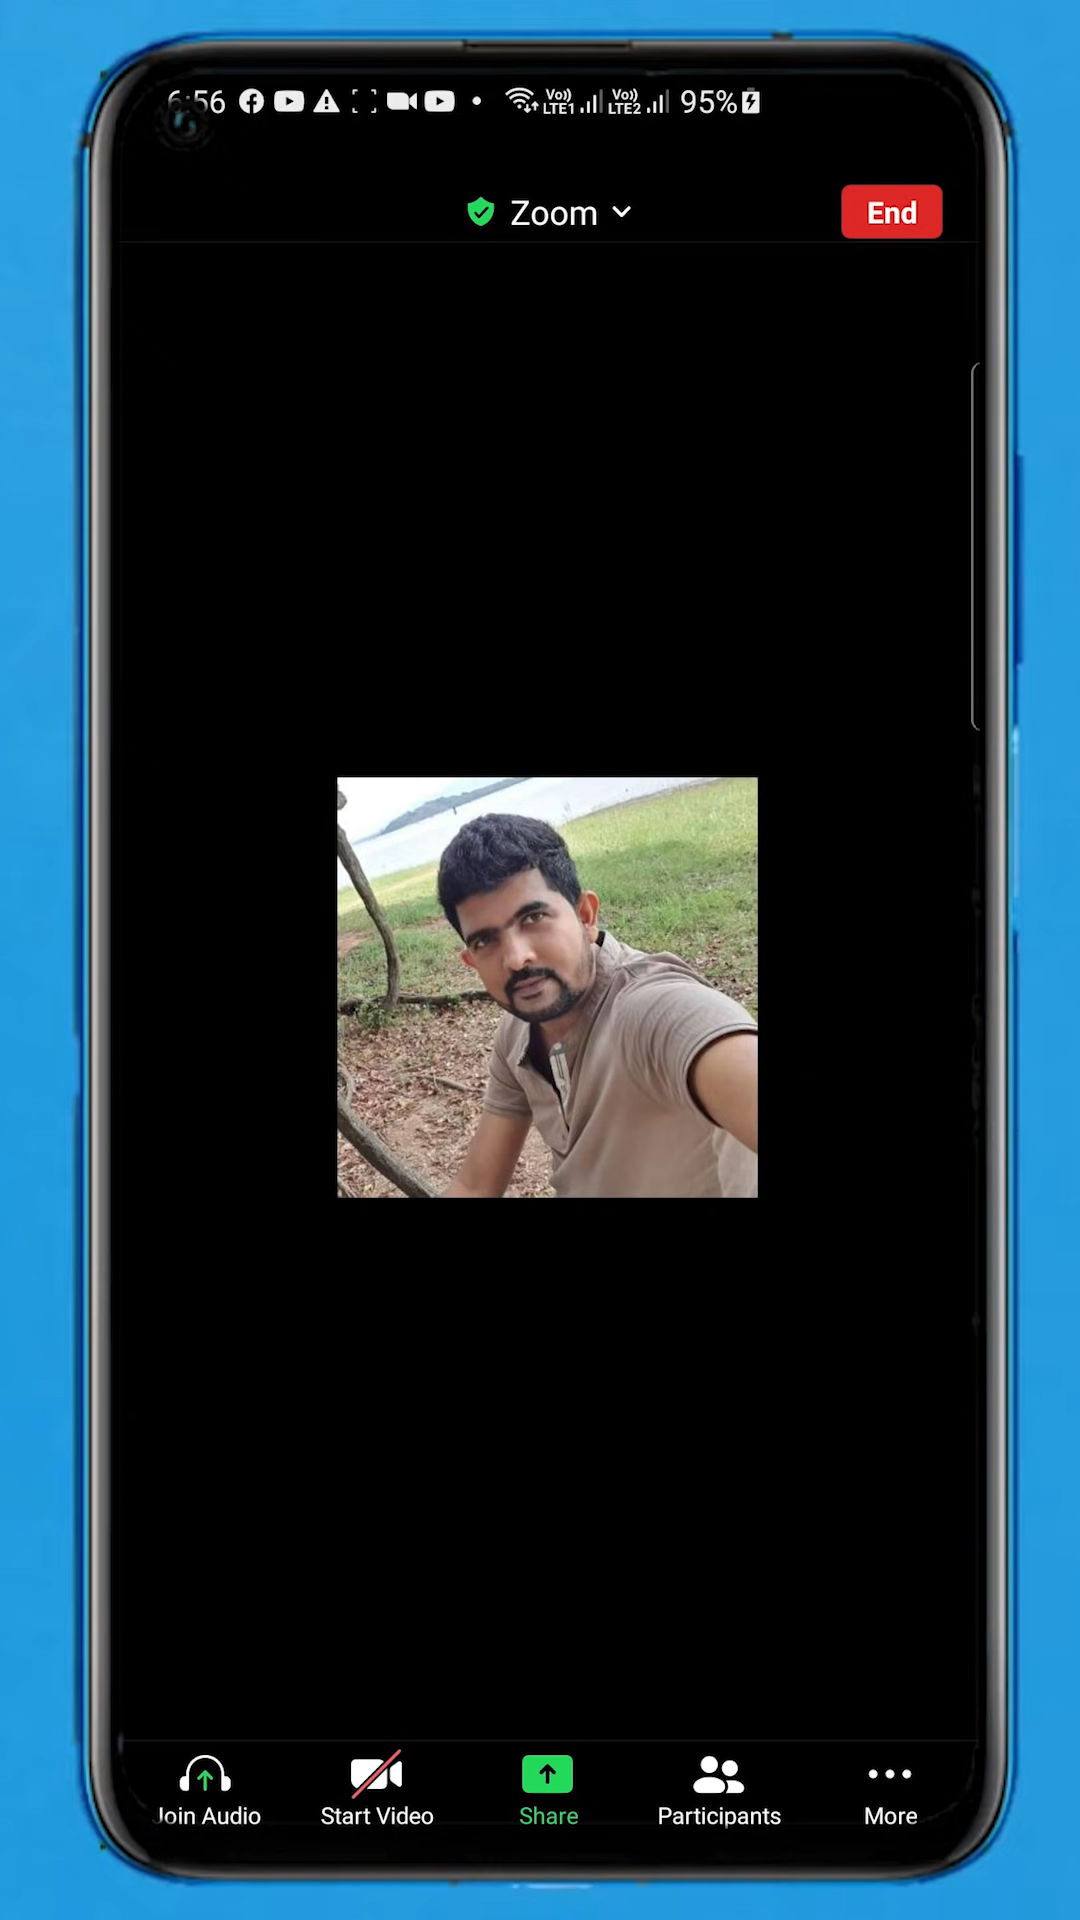 6:56 Vo)) LTE1 Vo)) LTE2 95%
Zoom
End
Join Audio
Start Video
Share
Participants
More